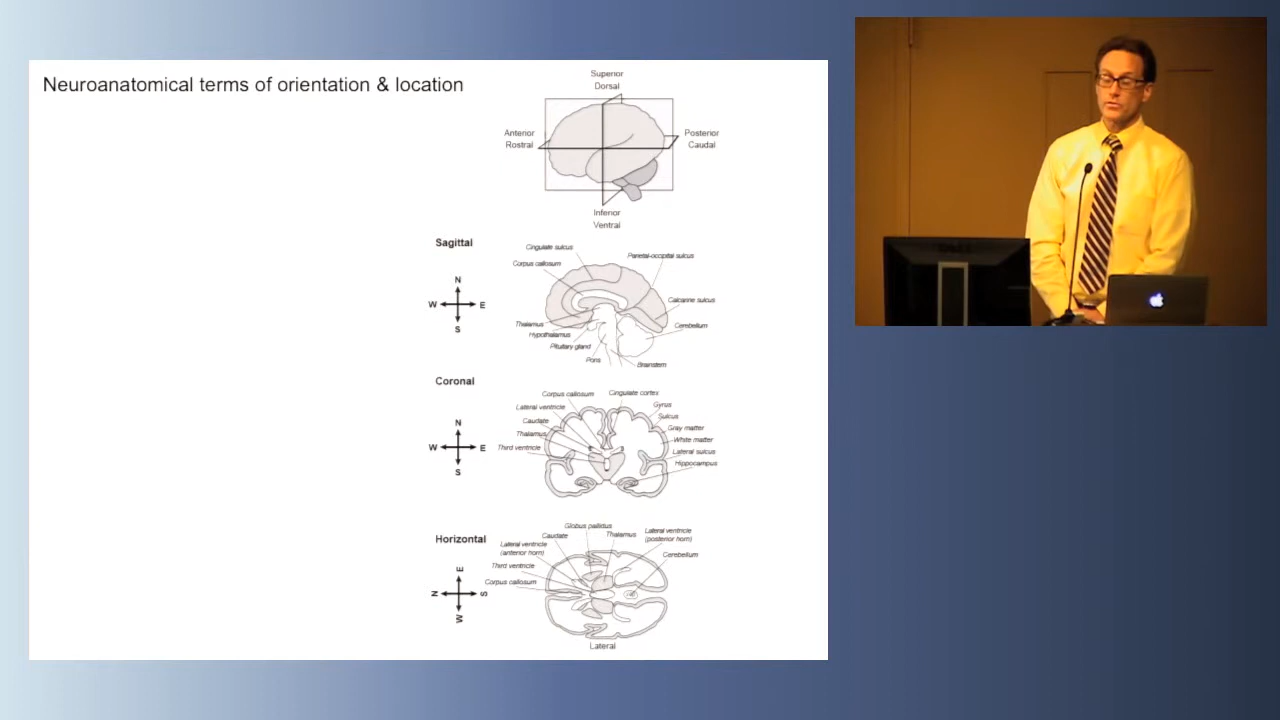 Neuroanatomical terms of orientation & location
Superior
Dorsal
Anterior
Rostral
Posterior
Caudal
Inferior
Ventral
Sagittal
N
W
E
S
Cingulate sulcus
Corpus callosum
Parietal-occipital sulcus
Calcarine sulcus
Thalamus
Hypothalamus
Pituitary gland
Pons
Cerebellum
Brainstem
Coronal
N
W
E
S
Corpus callosum
Cingulate cortex
Lateral ventricle
Gyrus
Caudate
Sulcus
Thalamus
Gray matter
Third ventricle
White matter
Lateral sulcus
Hippocampus
Horizontal
E
N
S
W
Globus pallidus
Caudate
Thalamus
Lateral ventricle
(anterior horn)
Lateral ventricle
(posterior horn)
Third ventricle
Cerebellum
Corpus callosum
Lateral